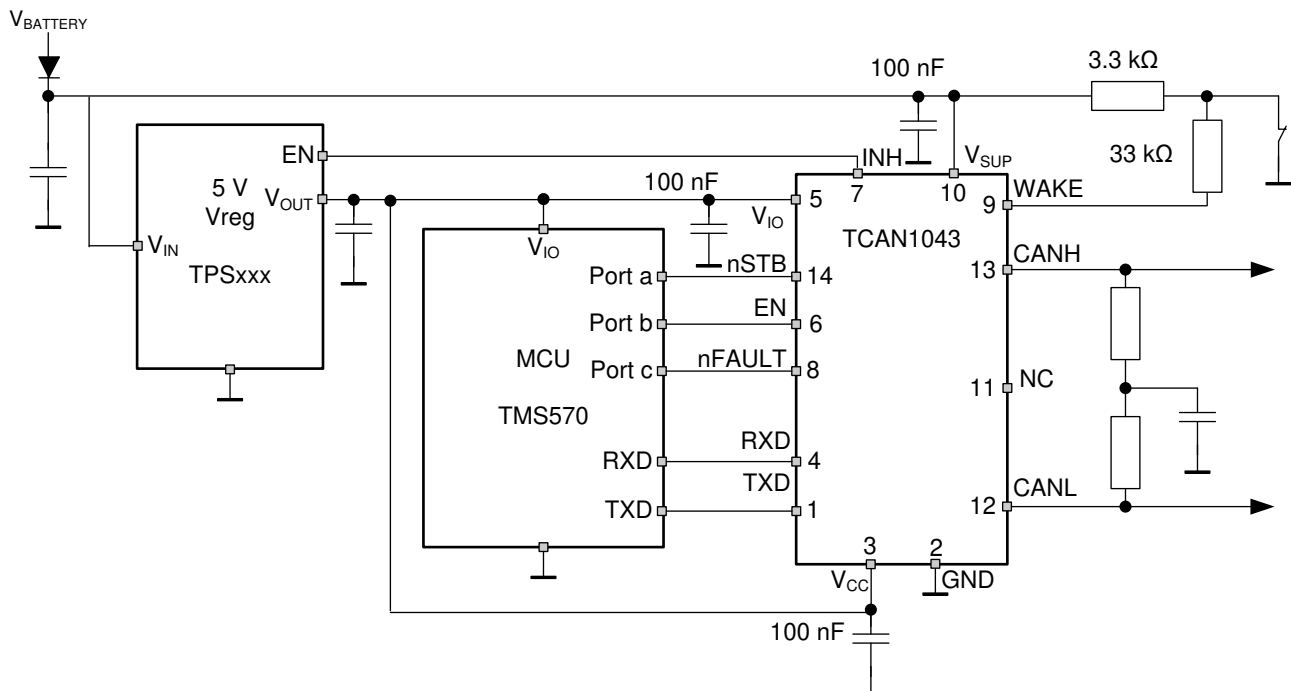 VBATTERY
3.3 kΩ
100 nF
33 kΩ
EN
INH
VSUP
5 V
Vreg
VOUT
100 nF
VIO
5
7
10
9
WAKE
TCAN1043
VIN
TPSxxx
VIO
Port a
nSTB
14
13
CANH
Port b
EN
6
MCU
Port c
nFAULT
8
11
NC
TMS570
RXD
RXD
4
TXD
TXD
1
12
CANL
3
2
VCC
GND
100 nF